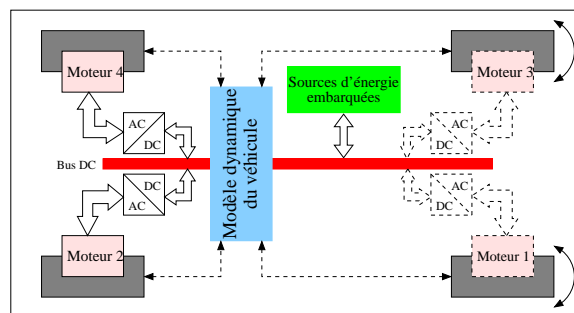 Moteur 4
Moteur 3
Sources d'énergie
embarquées
AC
DC
AC
DC
Bus DC
Modèle dynamique
du véhicule
DC
AC
AC
DC
Moteur 2
Moteur 1